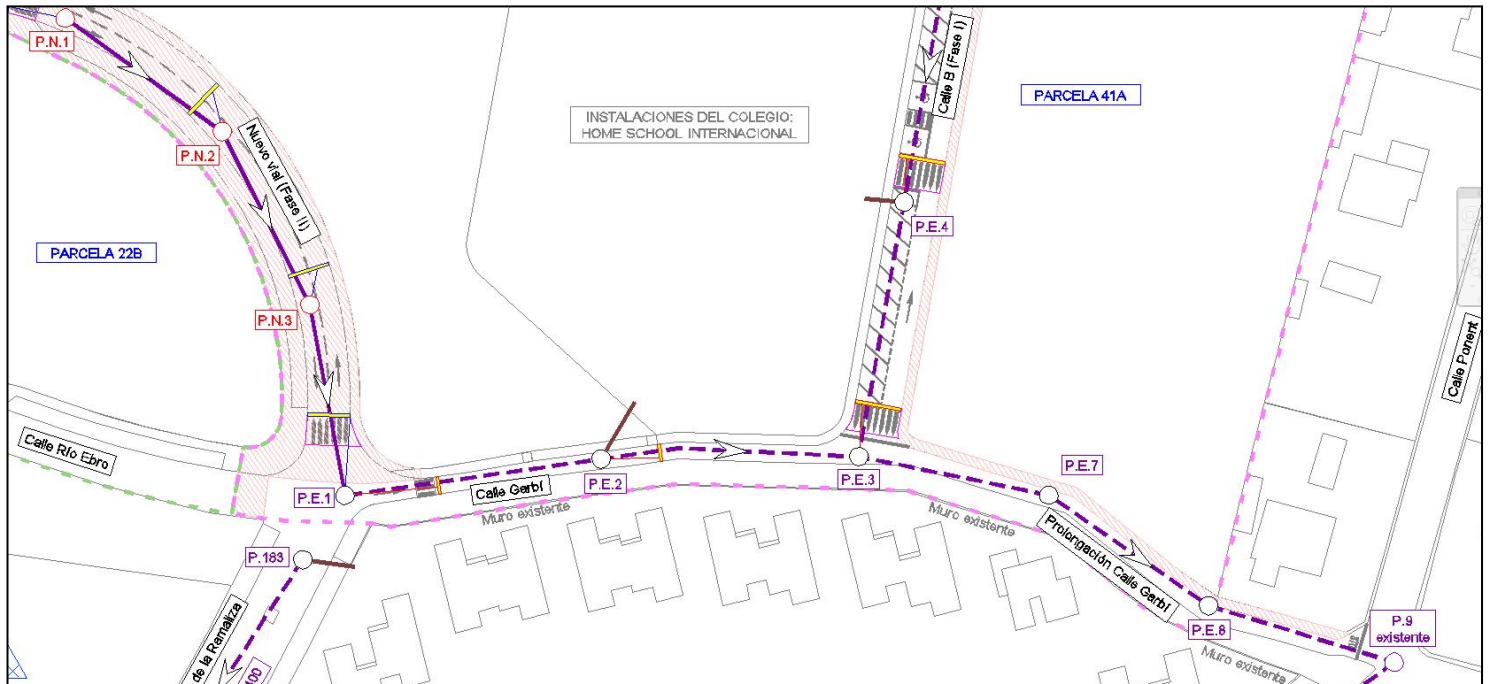 P.N.1
P.N.2
Nuevo vial (Fase II)
INSTALACIONES DEL COLEGIO:
HOME SCHOOL INTERNACIONAL
Calle B (Fase I)
PARCELA 41A
PARCELA 22B
P.N.3
P.E.4
Calle Ponent
Calle Río Ebro
P.E.1
Calle Garbí
P.E.2
P.E.3
P.E.7
Muro existente
Muro existente
Prolongación Calle Garbí
P.183
de la Ramaliza
P.E.8
P.9
existente
Muro existente